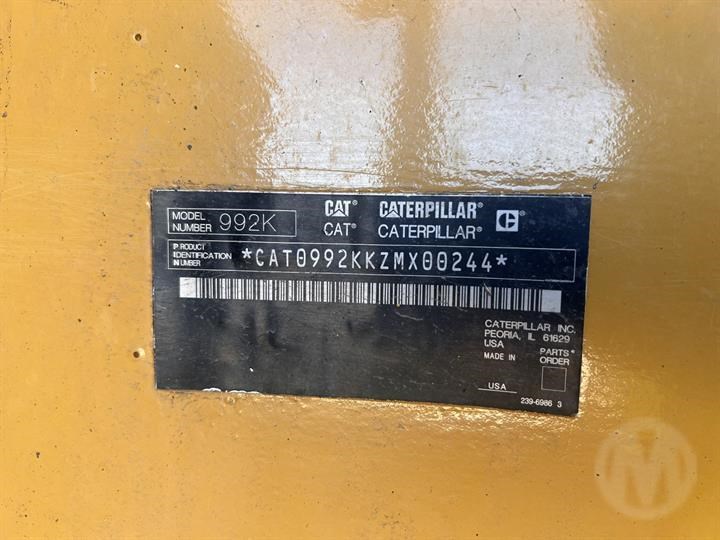 MODEL NUMBER 992K CAT CATERPILLAR C
CAT CATERPILLAR
PRODUCT IDENTIFICATION NUMBER *CAT0992KKZMX00244*
CATERPILLAR INC.
PEORIA, IL 61629
USA
MADE IN PARTS* ORDER
USA
239-6986 3
M